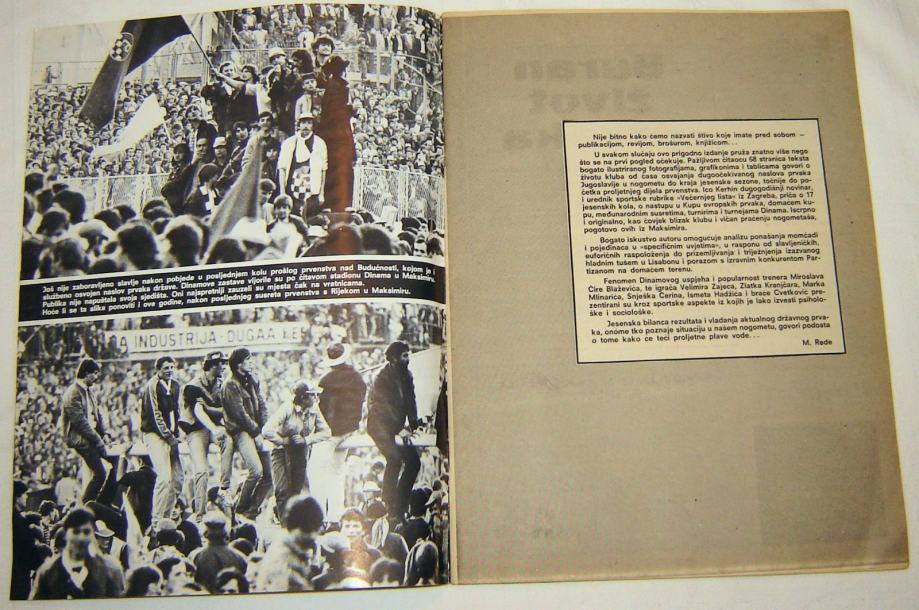 Još nije zaboravljeno slavlje nakon pobjede u posljednjem kolu prošlog prvenstva nad Budućnosti, kojom je i
službeno osvojen naslov prvaka države. Dinamove zastave vijorile su po čitavom stadionu Dinama u Maksimiru.
Publika nije napuštala svoja sjedišta. Oni najspretniji zauzeli su mjesta čak na vratnicama.
Hoće li se ta slika ponoviti i ove godine, nakon posljednjeg susreta prvenstva s Rijekom u Maksimiru.
INDUSTRIJA · DUGA
Nije bitno kako ćemo nazvati štivo koje imate pred sobom –
publikacijom, revijom, brošurom, knjižicom...
U svakom slučaju ovo prigodno izdanje pruža znatno više nego
što se na prvi pogled očekuje. Pažljivom čitaocu 68 stranica teksta
bogato ilustriranog fotografijama, grafikonima i tablicama govori o
životu kluba od časa osvajanja dugoočekivanog naslova prvaka
Jugoslavije u nogometu do kraja jesenske sezone, točnije do po-
četka proljetnjeg dijela prvenstva. Ico Kerhin dugogodišnji novinar,
i urednik sportske rubrike »Večernjeg lista« iz Zagreba, priča o 17
jesenskih kola, o nastupu u Kupu evropskih prvaka, domaćem ku-
pu, međunarodnim susretima, turnirima i turnejama Dinama. Iscrpno
i originalno, kao čovjek blizak klubu i vičan praćenju nogometaša,
pogotovo ovih iz Maksimira.
Bogato iskustvo autoru omogućuje analizu ponašanja momčadi
i pojedinaca u »specifičnim uvjetima«, u rasponu od slavljeničkih,
euforičnih raspoloženja do prizemljivanja i triježnjenja izazvanog
hladnim tušem u Lisabonu i porazom s izravnim konkurentom Par-
tizanom na domaćem terenu.
Fenomen Dinamovog uspjeha i popularnost trenera Miroslava
Ćire Blaževića, te igrača Velimira Zajeca, Zlatka Kranjčara, Marka
Mlinarića, Snješka Cerina, Ismeta Hadžića i braće Cvetković pre-
zentirani su kroz sportske aspekte iz kojih je lako izvesti psiholo-
ške i sociološke.
Jesenska bilanca rezultata i vladanja aktualnog državnog prva-
ka, onome tko poznaje situaciju u našem nogometu, govori podosta
o tome kako će teći proljetne plave vode...
M. Rede